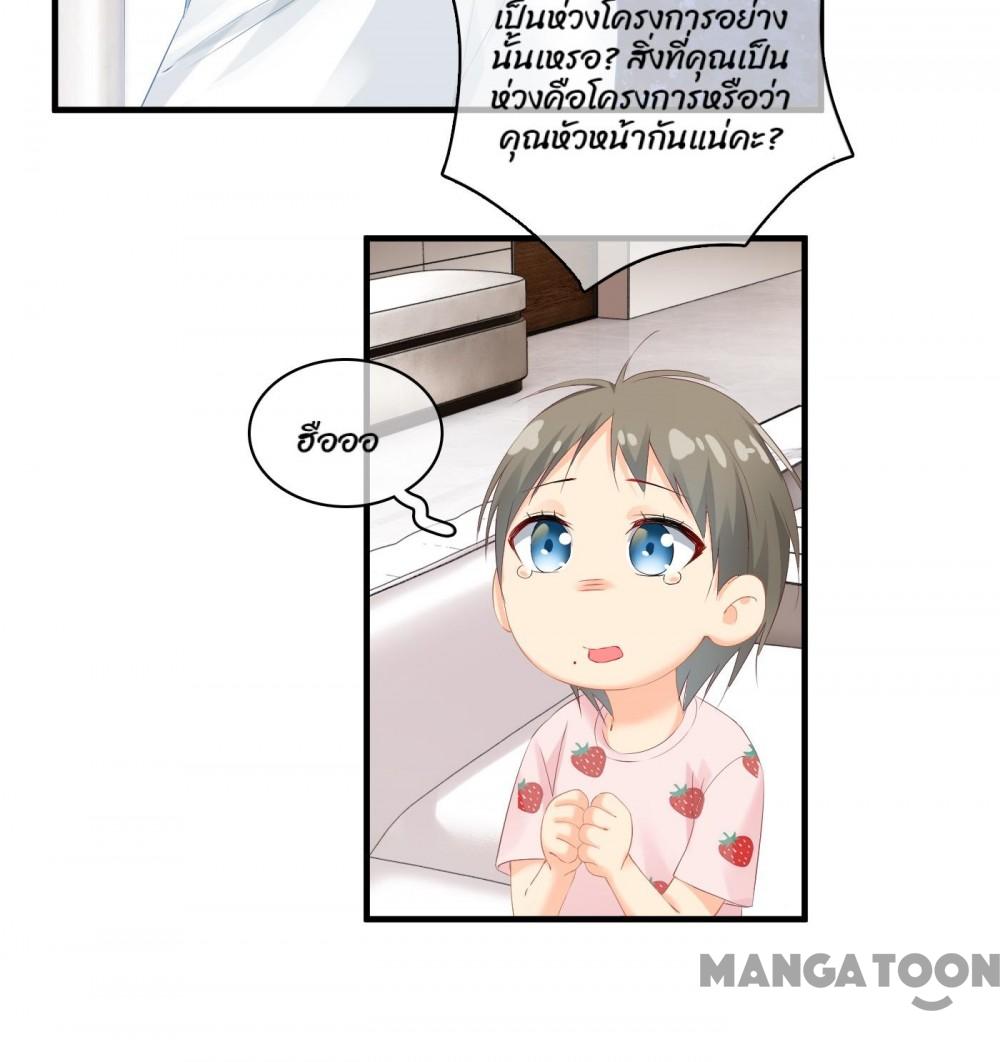 เป็นห่วงโครงการอย่าง
นั้นเหรอ? สิ่งที่คุณเป็น
ห่วงคือโครงการหรือว่า
คุณหัวหน้ากันแน่คะ?
ฮือออ
MANGATOON